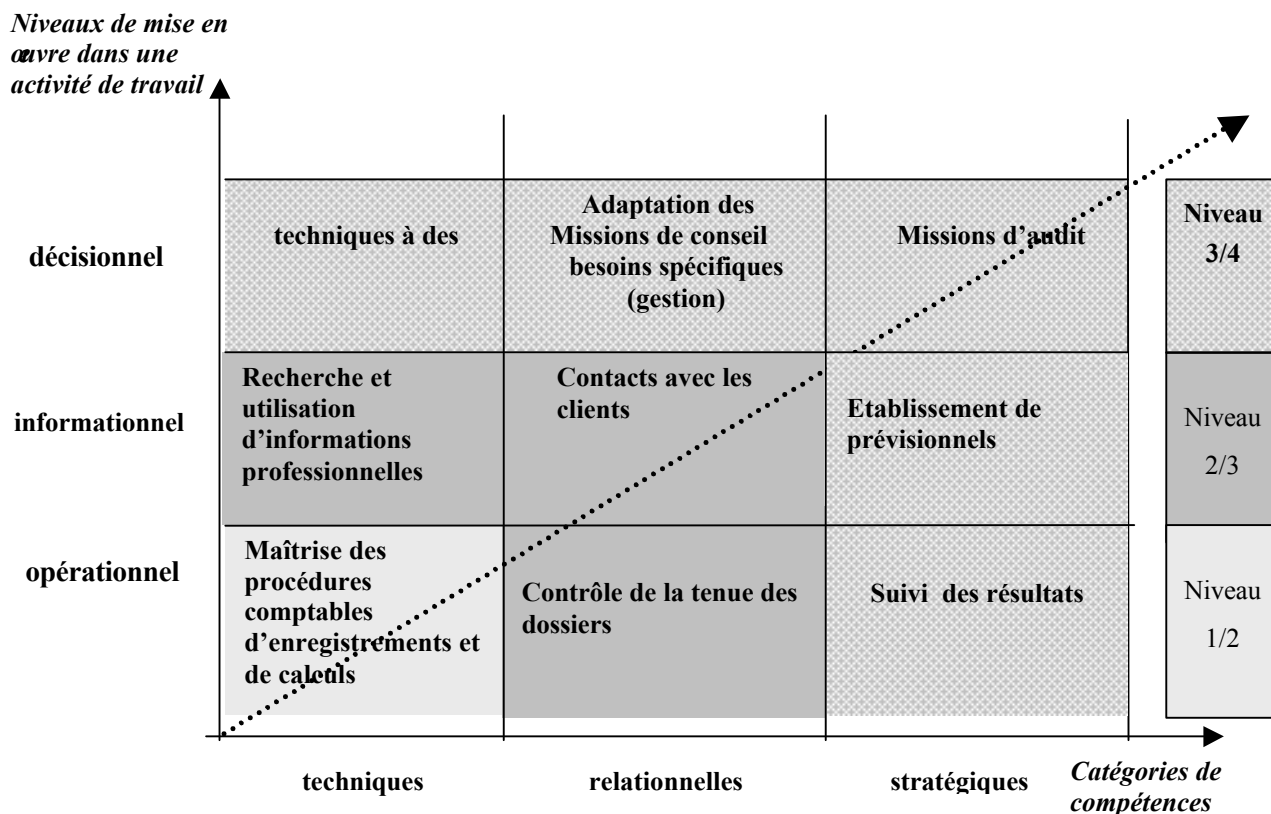 Niveaux de mise en
œuvre dans une
activité de travail
décisionnel
techniques à des
Adaptation des
Missions de conseil
besoins spécifiques
(gestion)
Missions d’audit
Niveau
3/4
informationnel
Recherche et
utilisation
d’informations
professionnelles
Contacts avec les
clients
Etablissement de
prévisionnels
Niveau
2/3
opérationnel
Maîtrise des
procédures
comptables
d’enregistrements et
de calculs
Contrôle de la tenue des
dossiers
Suivi des résultats
Niveau
1/2
techniques
relationnelles
stratégiques
Catégories de
compétences